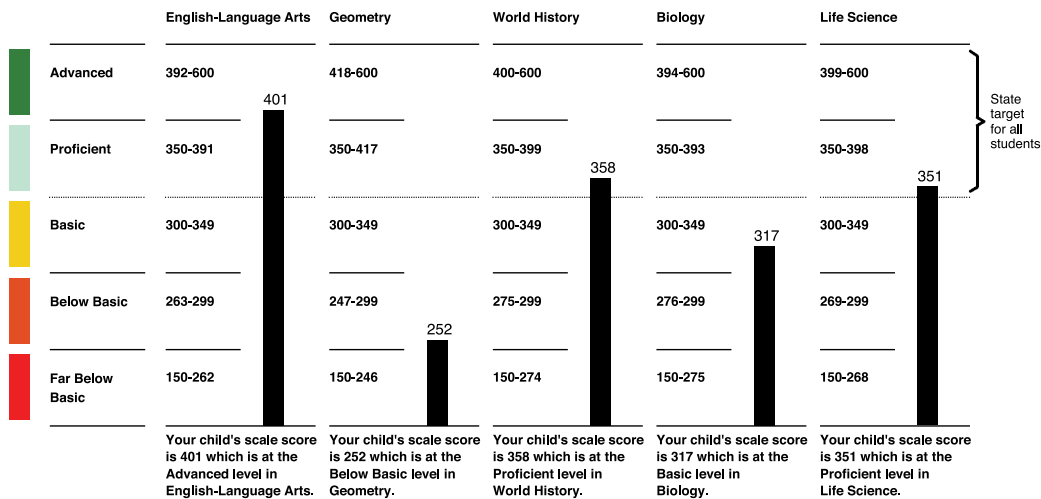 English-Language Arts Geometry World History Biology Life Science
Advanced 392-600 418-600 400-600 394-600 399-600
401
State
target
for all
students
Proficient 350-391 350-417 350-399 350-393 350-398
358
351
Basic 300-349 300-349 300-349 300-349 300-349
317
Below Basic 263-299 247-299 275-299 276-299 269-299
252
Far Below 150-262 150-246 150-274 150-275 150-268
Basic
Your child's scale score
is 401 which is at the
Advanced level in
English-Language Arts.
Your child's scale score
is 252 which is at the
Below Basic level in
Geometry.
Your child's scale score
is 358 which is at the
Proficient level in
World History.
Your child's scale score
is 317 which is at the
Basic level in
Biology.
Your child's scale score
is 351 which is at the
Proficient level in
Life Science.